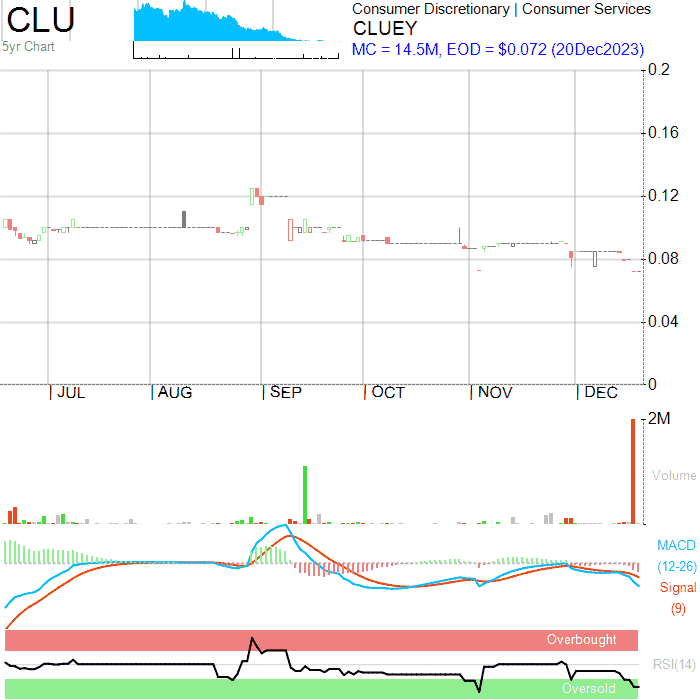 CLU
5yr Chart
Consumer Discretionary | Consumer Services
CLUEY
MC = 14.5M, EOD = $0.072 (20Dec2023)
0.2
0.16
0.12
0.08
0.04
0
JUL AUG SEP OCT NOV DEC
2M
Volume
MACD
(12-26)
Signal
(9)
Overbought
RSI(14)
Oversold